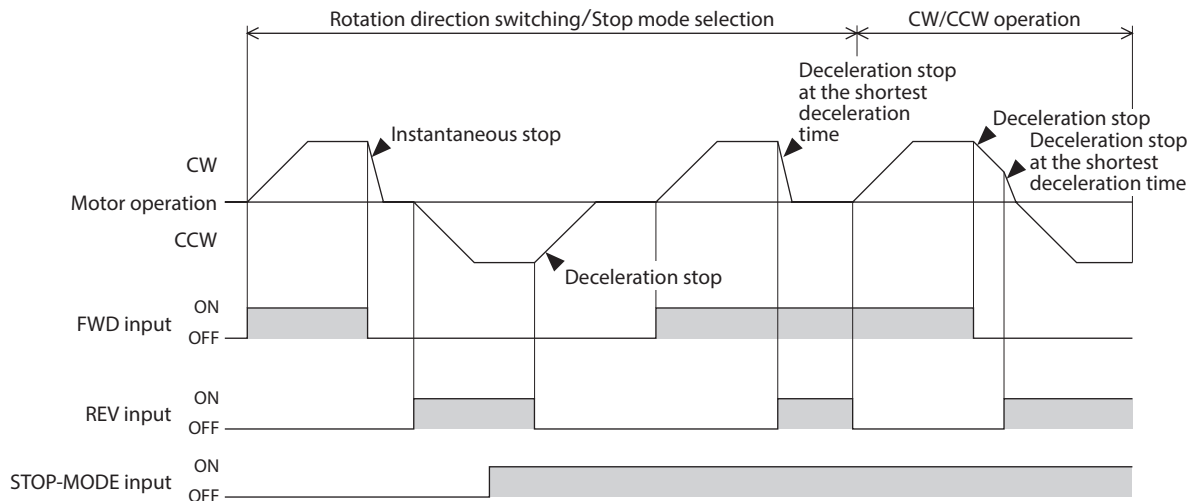 Rotation direction switching/Stop mode selection
CW/CCW operation
Deceleration stop
at the shortest
deceleration
time
Deceleration stop
Deceleration stop
at the shortest
deceleration time
Instantaneous stop
CW
Motor operation
CCW
Deceleration stop
ON
FWD input
OFF
ON
REV input
OFF
ON
STOP-MODE input
OFF